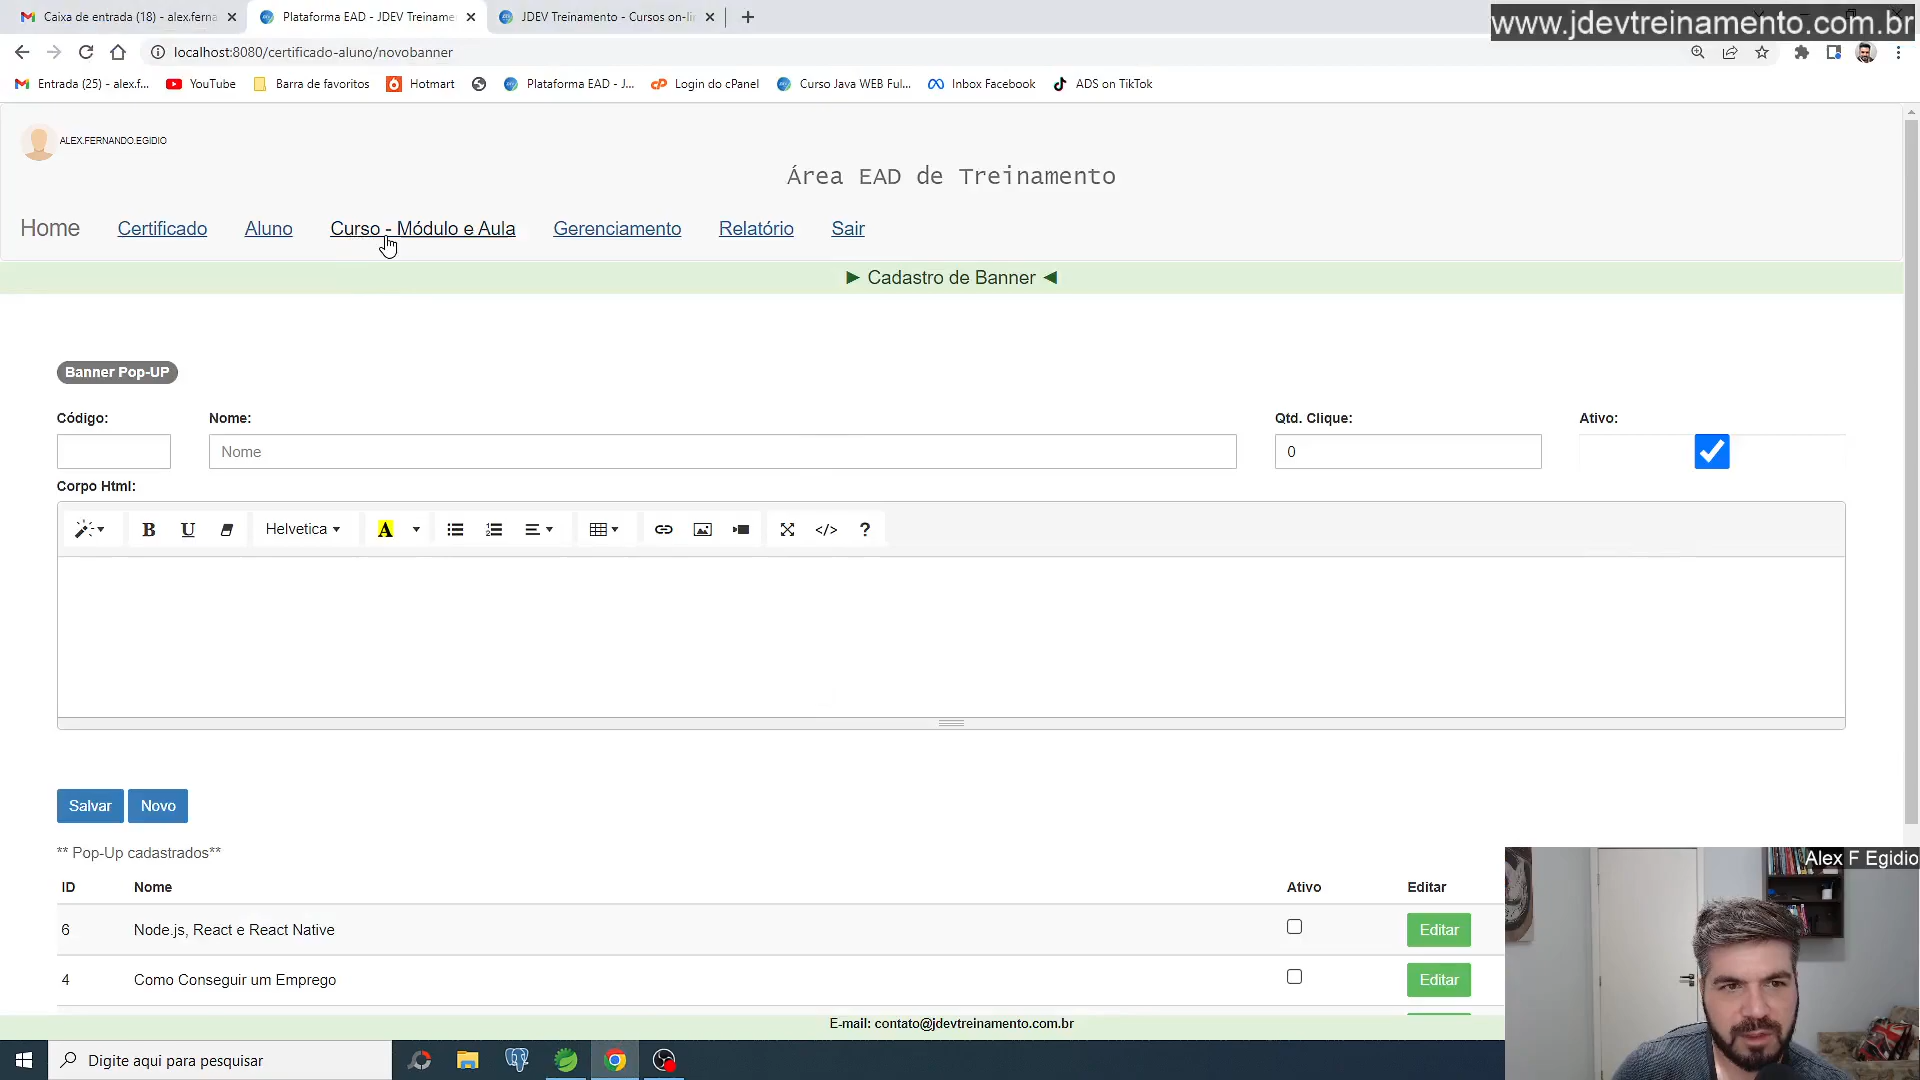 Caixa de entrada (18) - alex.ferna
Plataforma EAD - JDEV Treiname
JDEV Treinamento - Cursos on-li
www.jdevtreinamento.com.br
localhost:8080/certificado-aluno/novobanner
Entrada (25) - alex.f...
YouTube
Barra de favoritos
Hotmart
Plataforma EAD - J...
Login do cPanel
Curso Java WEB Ful...
Inbox Facebook
ADS on TikTok
ALEX.FERNANDO.EGIDIO
Área EAD de Treinamento
Home Certificado Aluno Curso - Módulo e Aula Gerenciamento Relatório Sair
► Cadastro de Banner ◄
Banner Pop-UP
Código: Nome: Qtd. Clique: Ativo:
Nome 0
Corpo Html:
B U Helvetica A </> ?
Salvar Novo
** Pop-Up cadastrados**
ID Nome Ativo Editar
6 Node.js, React e React Native Editar
4 Como Conseguir um Emprego Editar
Alex F Egidio
E-mail: contato@jdevtreinamento.com.br
Digite aqui para pesquisar